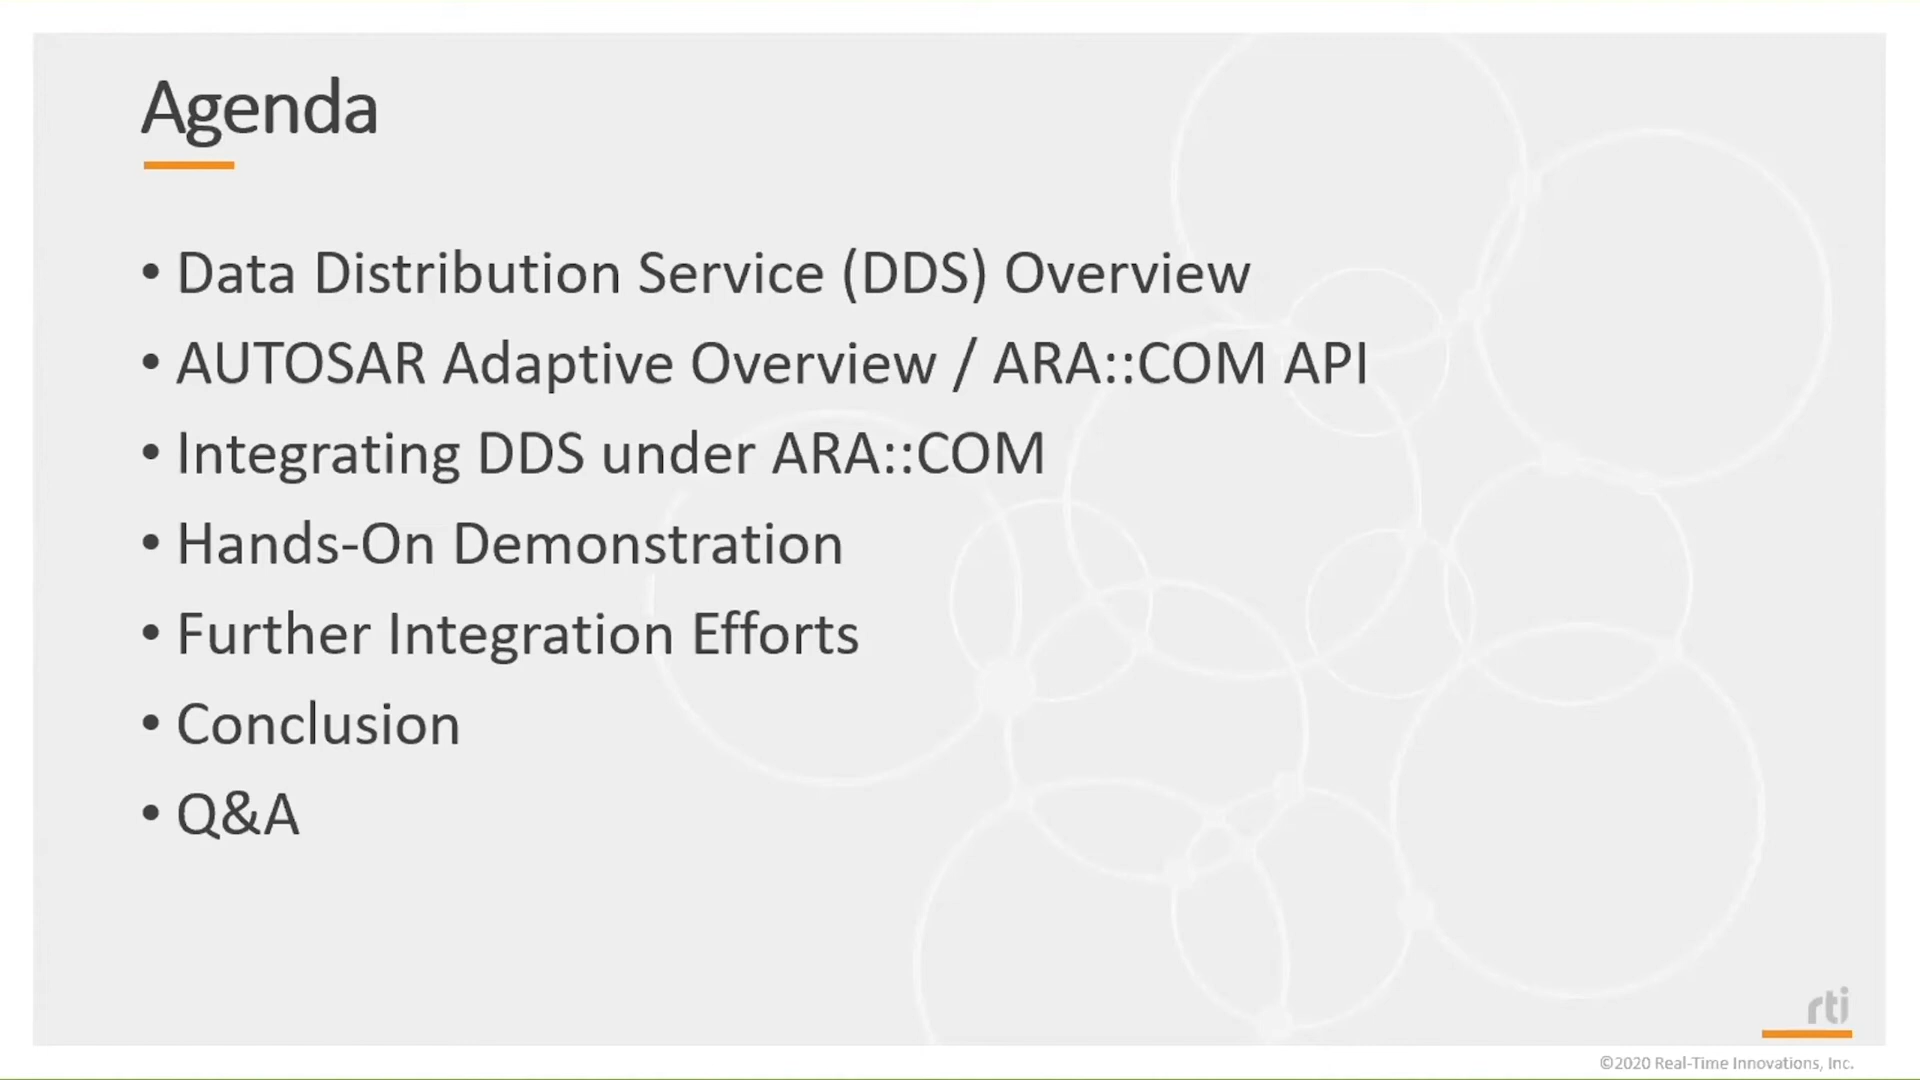 Agenda
• Data Distribution Service (DDS) Overview
• AUTOSAR Adaptive Overview / ARA::COM API
• Integrating DDS under ARA::COM
• Hands-On Demonstration
• Further Integration Efforts
• Conclusion
• Q&A
rti
©2020 Real-Time Innovations, Inc.